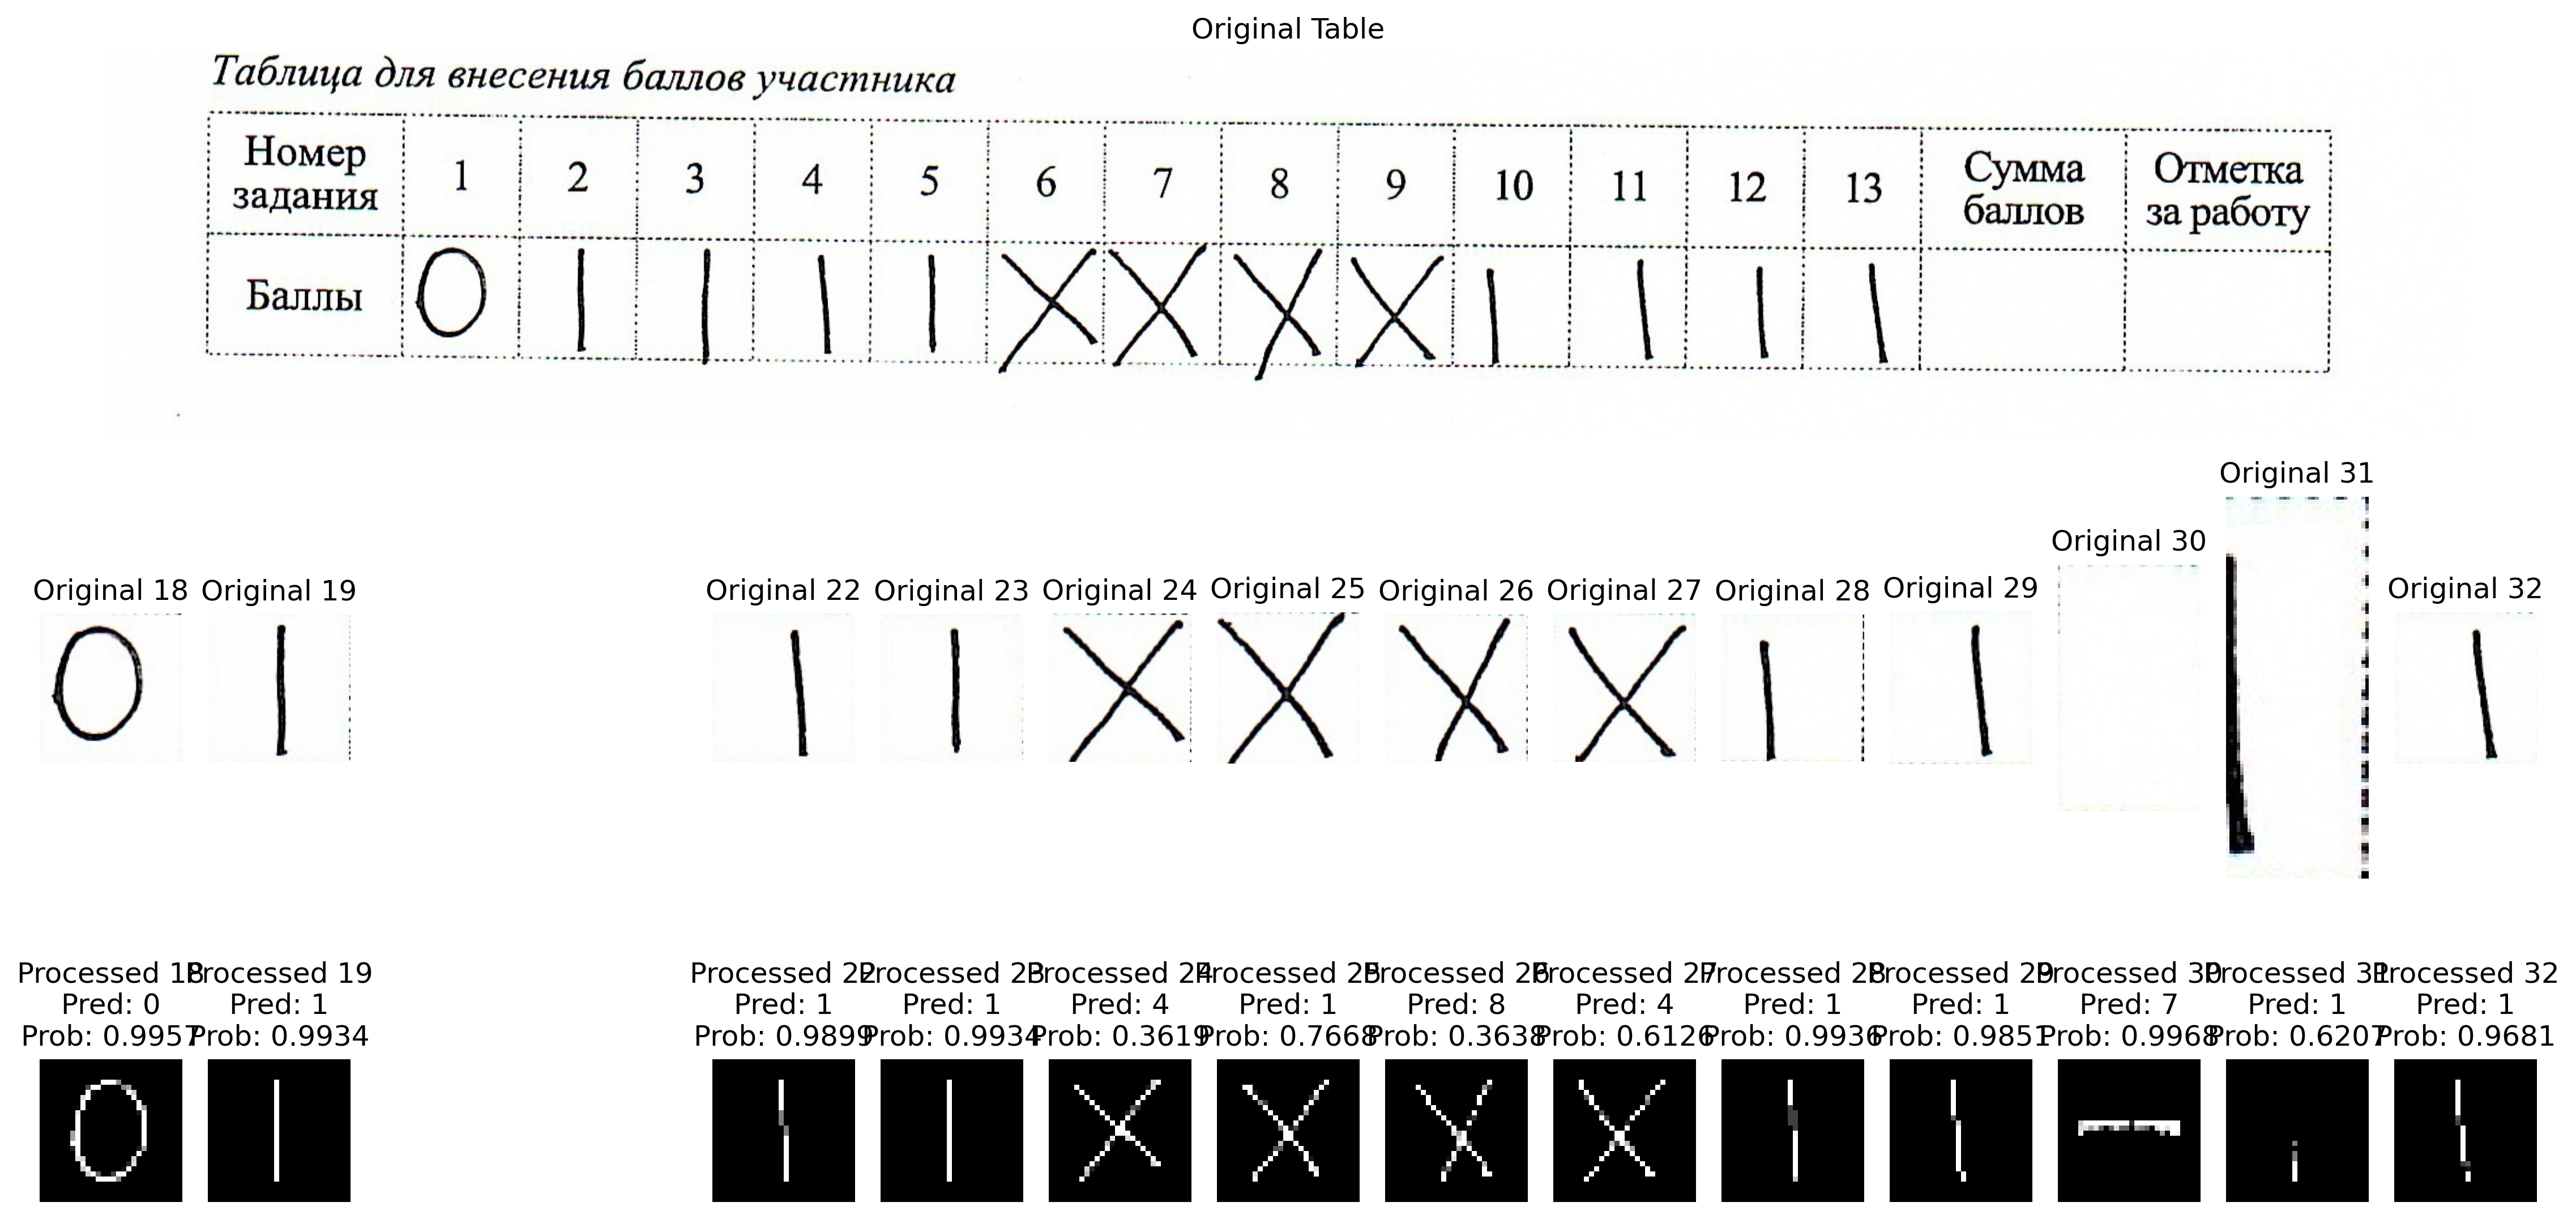 Original Table
Таблица для внесения баллов участника
Номер задания 1 2 3 4 5 6 7 8 9 10 11 12 13 Сумма баллов Отметка за работу
Баллы 0 1 1 1 1 X X X X 1 1 1 1
Original 31
Original 30
Original 18 Original 19 Original 22 Original 23 Original 24 Original 25 Original 26 Original 27 Original 28 Original 29 Original 32
Processed 18 Processed 19 Processed 22 Processed 23 Processed 24 Processed 25 Processed 26 Processed 27 Processed 28 Processed 29 Processed 30 Processed 31 Processed 32
Pred: 0 Pred: 1 Pred: 1 Pred: 1 Pred: 4 Pred: 1 Pred: 8 Pred: 4 Pred: 1 Pred: 1 Pred: 7 Pred: 1 Pred: 1
Prob: 0.9957 Prob: 0.9934 Prob: 0.9899 Prob: 0.9934 Prob: 0.3619 Prob: 0.7668 Prob: 0.3638 Prob: 0.6126 Prob: 0.9936 Prob: 0.9851 Prob: 0.9968 Prob: 0.6207 Prob: 0.9681